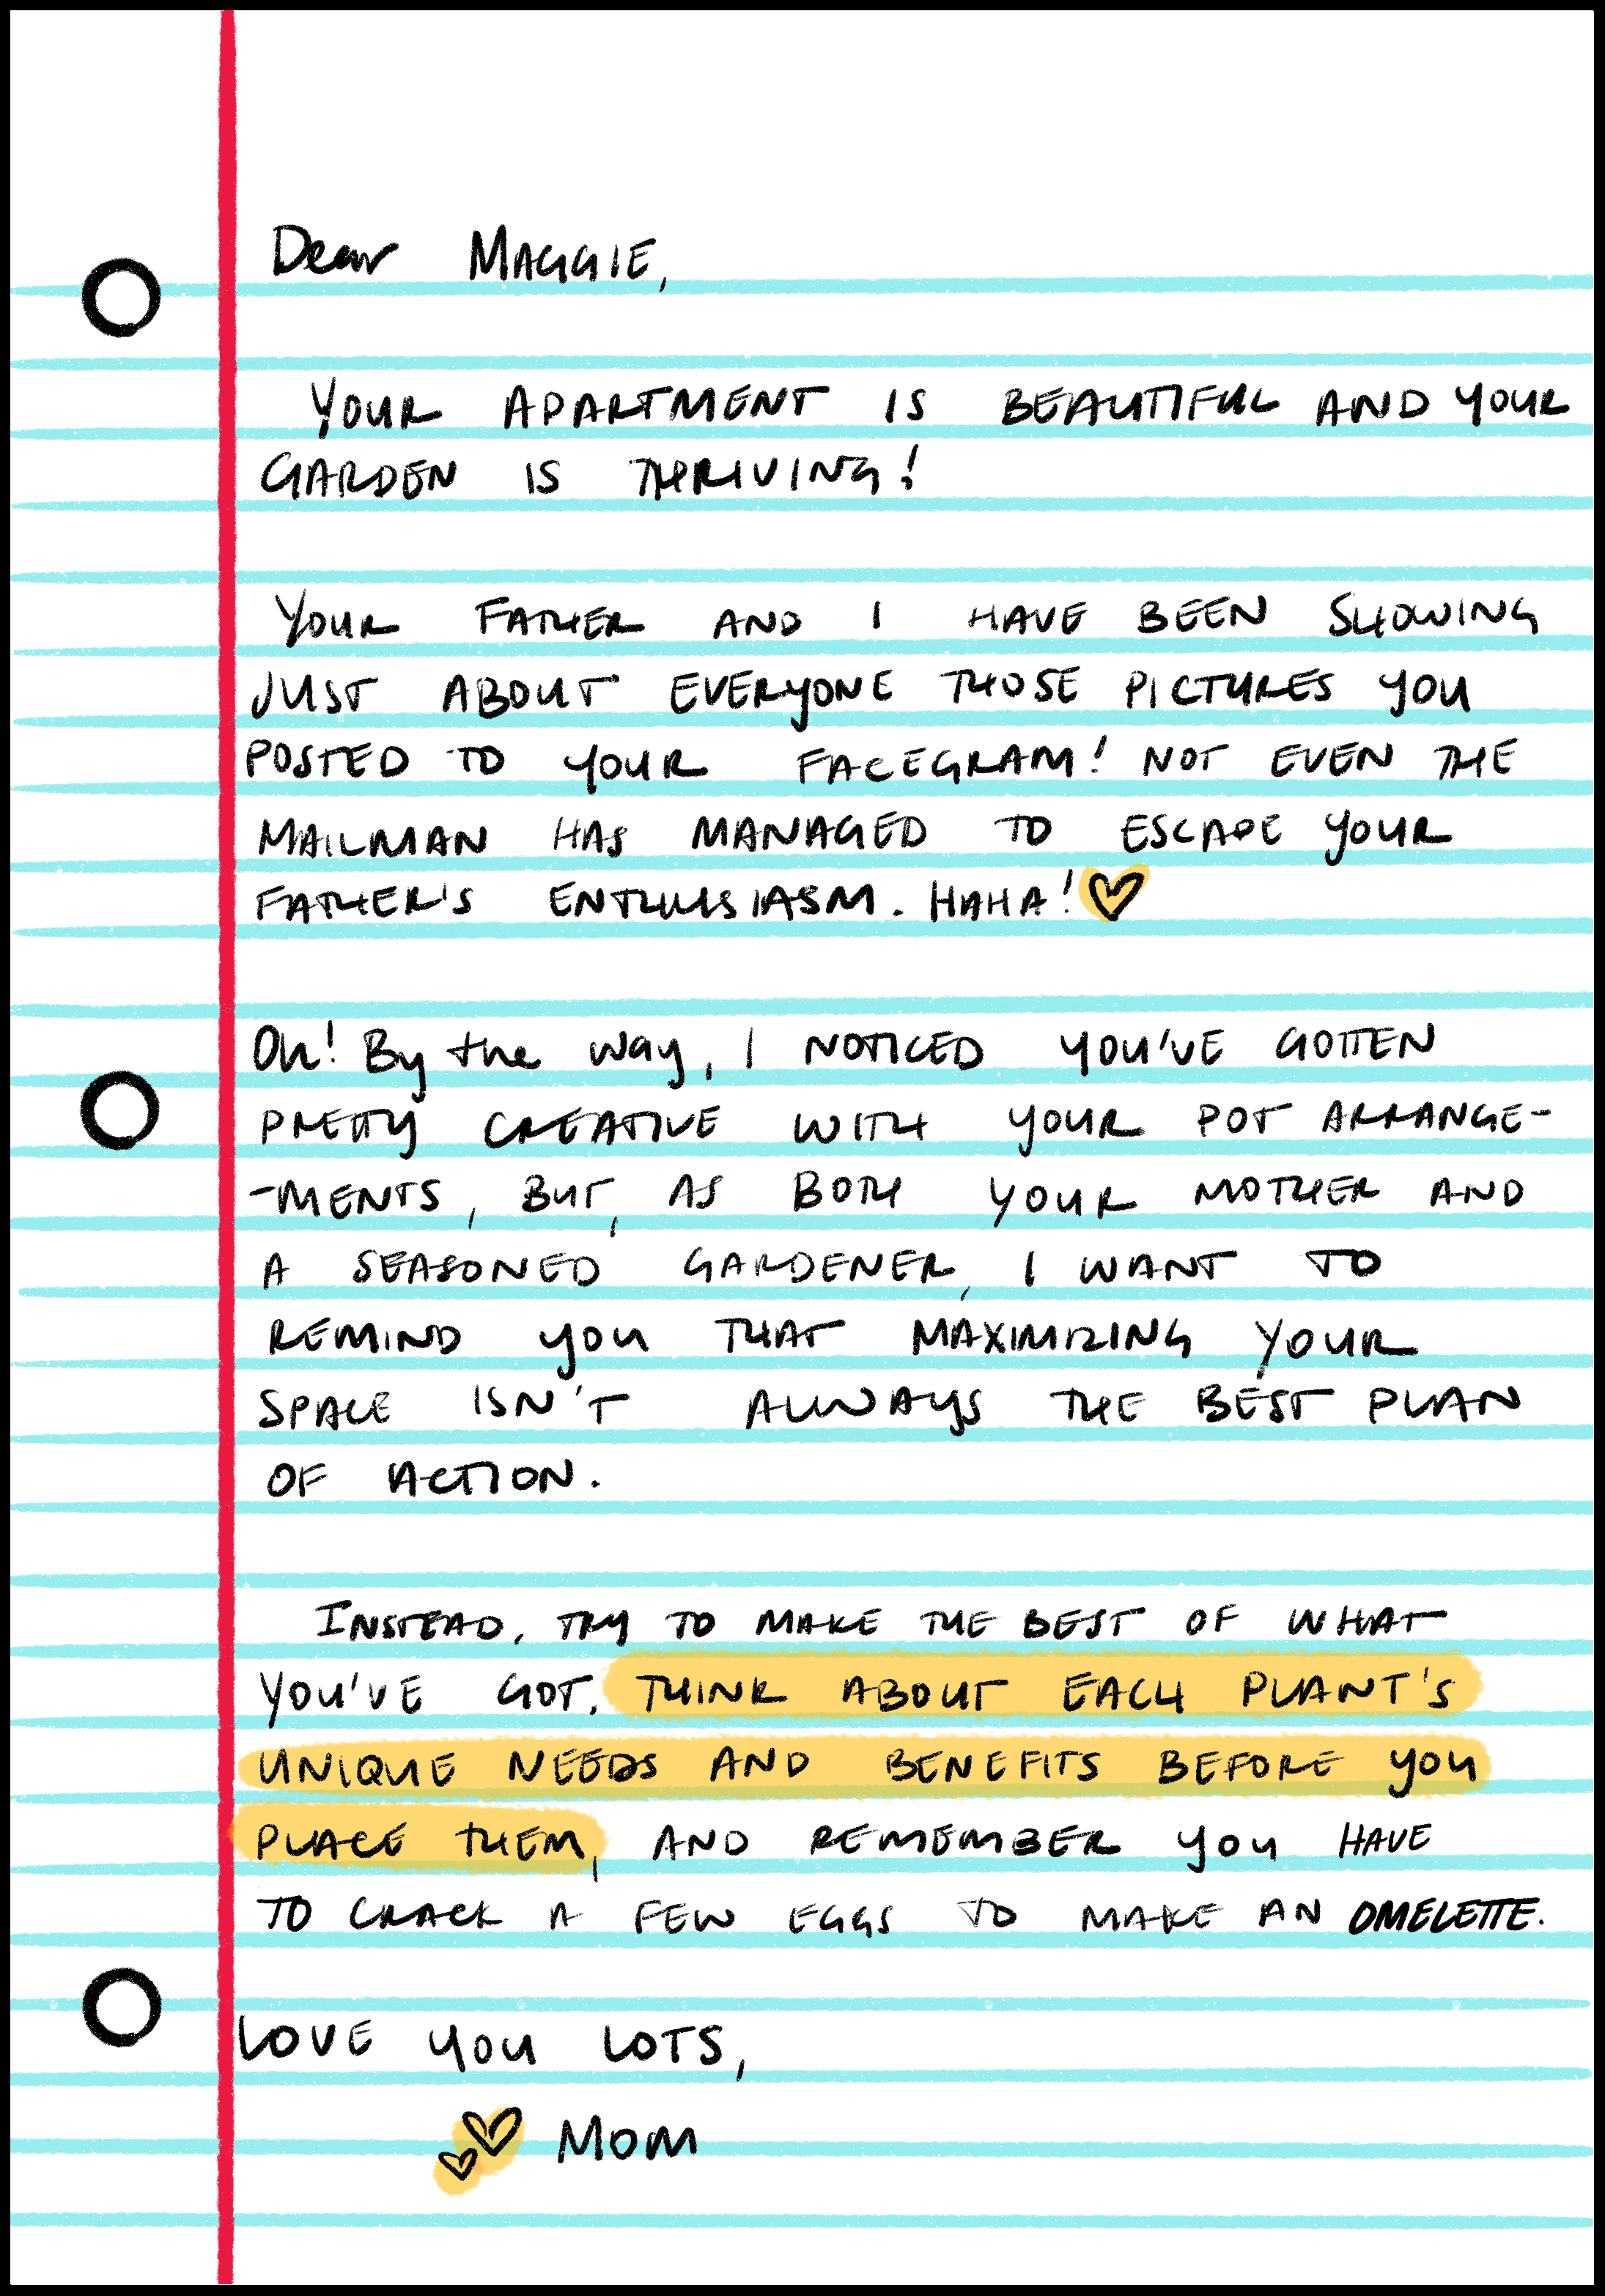 Dear MAGGIE,
YOUR APARTMENT IS BEAUTIFUL AND YOUR
GARDEN IS THRIVING!
YOUR FATHER AND I HAVE BEEN SHOWING
JUST ABOUT EVERYONE THOSE PICTURES YOU
POSTED TO YOUR FACEGRAM! NOT EVEN THE
MAILMAN HAS MANAGED TO ESCAPE YOUR
FATHER'S ENTHUSIASM. HAHA!
Oh! By the way, I NOTICED YOU'VE GOTTEN
PRETTY CREATIVE WITH YOUR POT ARRANGE-
-MENTS, BUT, AS BOTH YOUR MOTHER AND
A SEASONED GARDENER, I WANT TO
REMIND YOU THAT MAXIMIZING YOUR
SPACE ISN'T ALWAYS THE BEST PLAN
OF ACTION.
INSTEAD, TRY TO MAKE THE BEST OF WHAT
YOU'VE GOT. THINK ABOUT EACH PLANT'S
UNIQUE NEEDS AND BENEFITS BEFORE YOU
PLACE THEM, AND REMEMBER YOU HAVE
TO CRACK A FEW EGGS TO MAKE AN OMELETTE.
LOVE YOU LOTS,
MOM